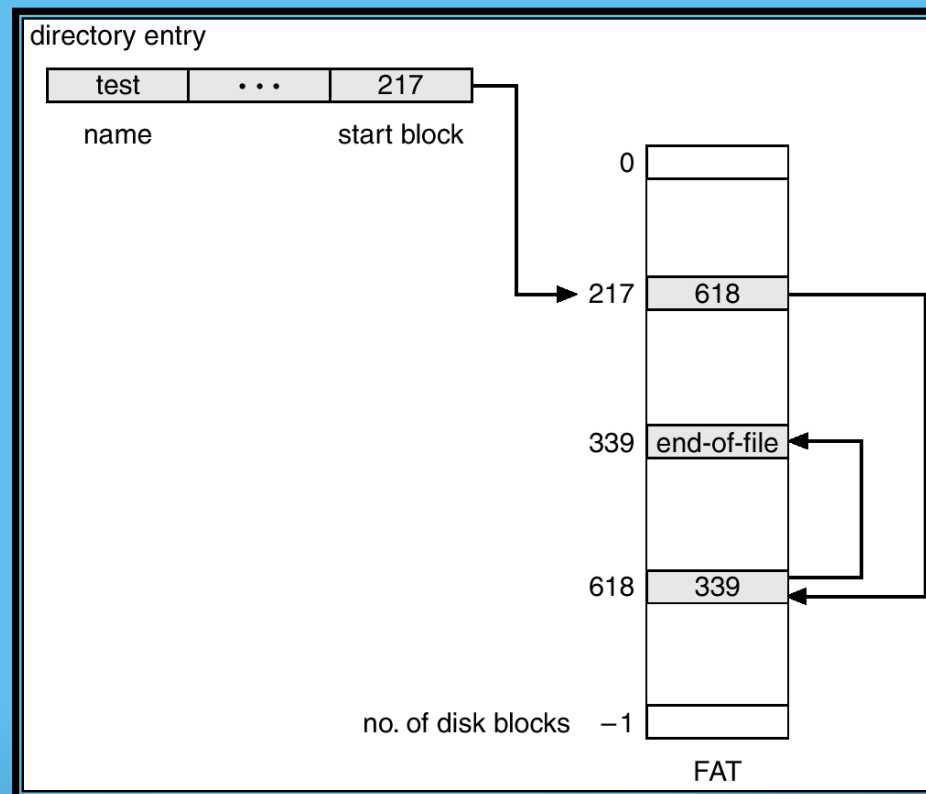 directory entry
test ••• 217
name start block
0
217 618
339 end-of-file
618 339
no. of disk blocks –1
FAT